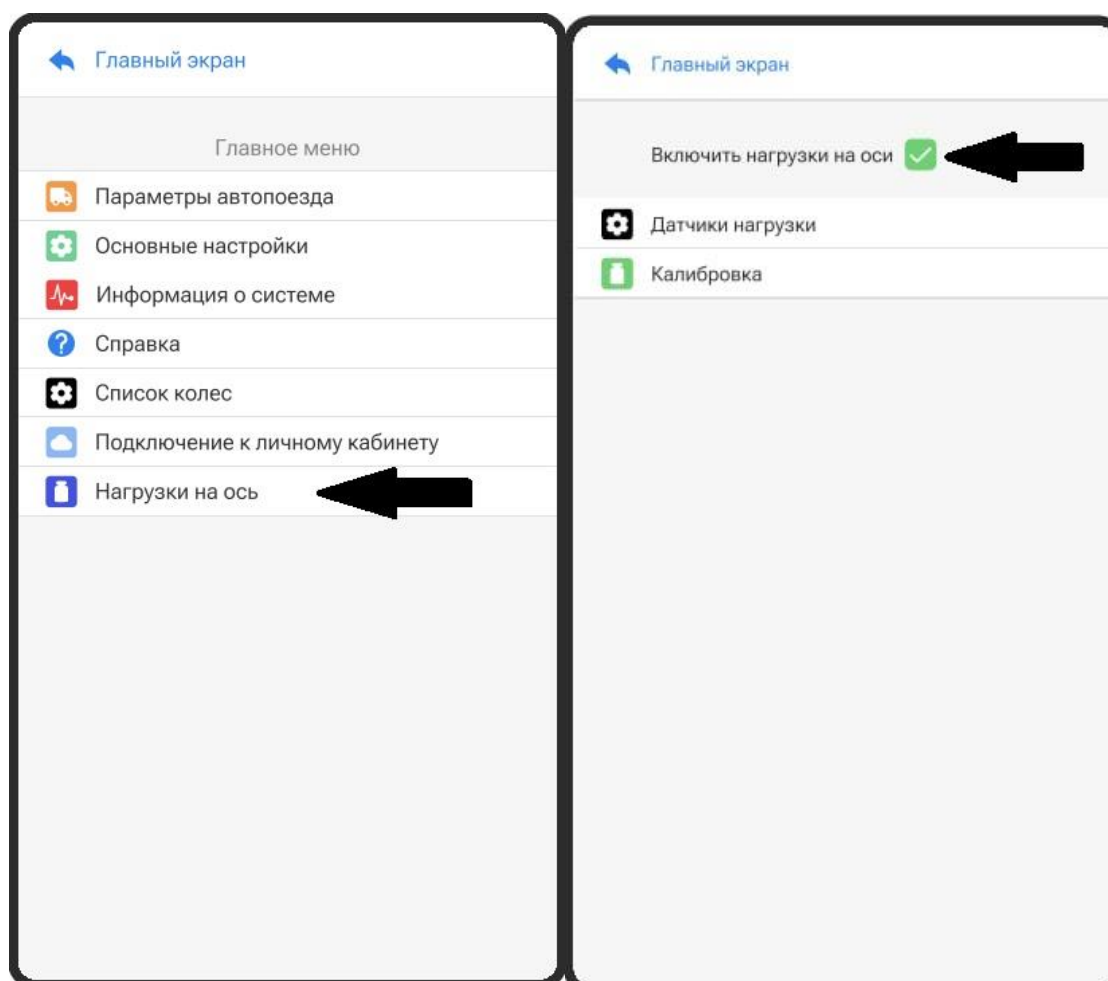 Главный экран
Главное меню
Параметры автопоезда
Основные настройки
Информация о системе
Справка
Список колес
Подключение к личному кабинету
Нагрузки на ось
Главный экран
Включить нагрузки на оси
Датчики нагрузки
Калибровка